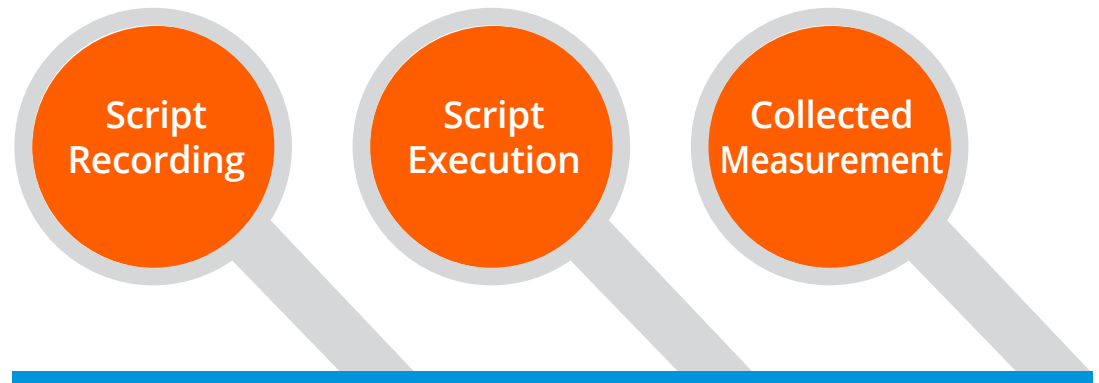 Script
Recording
Script
Execution
Collected
Measurement